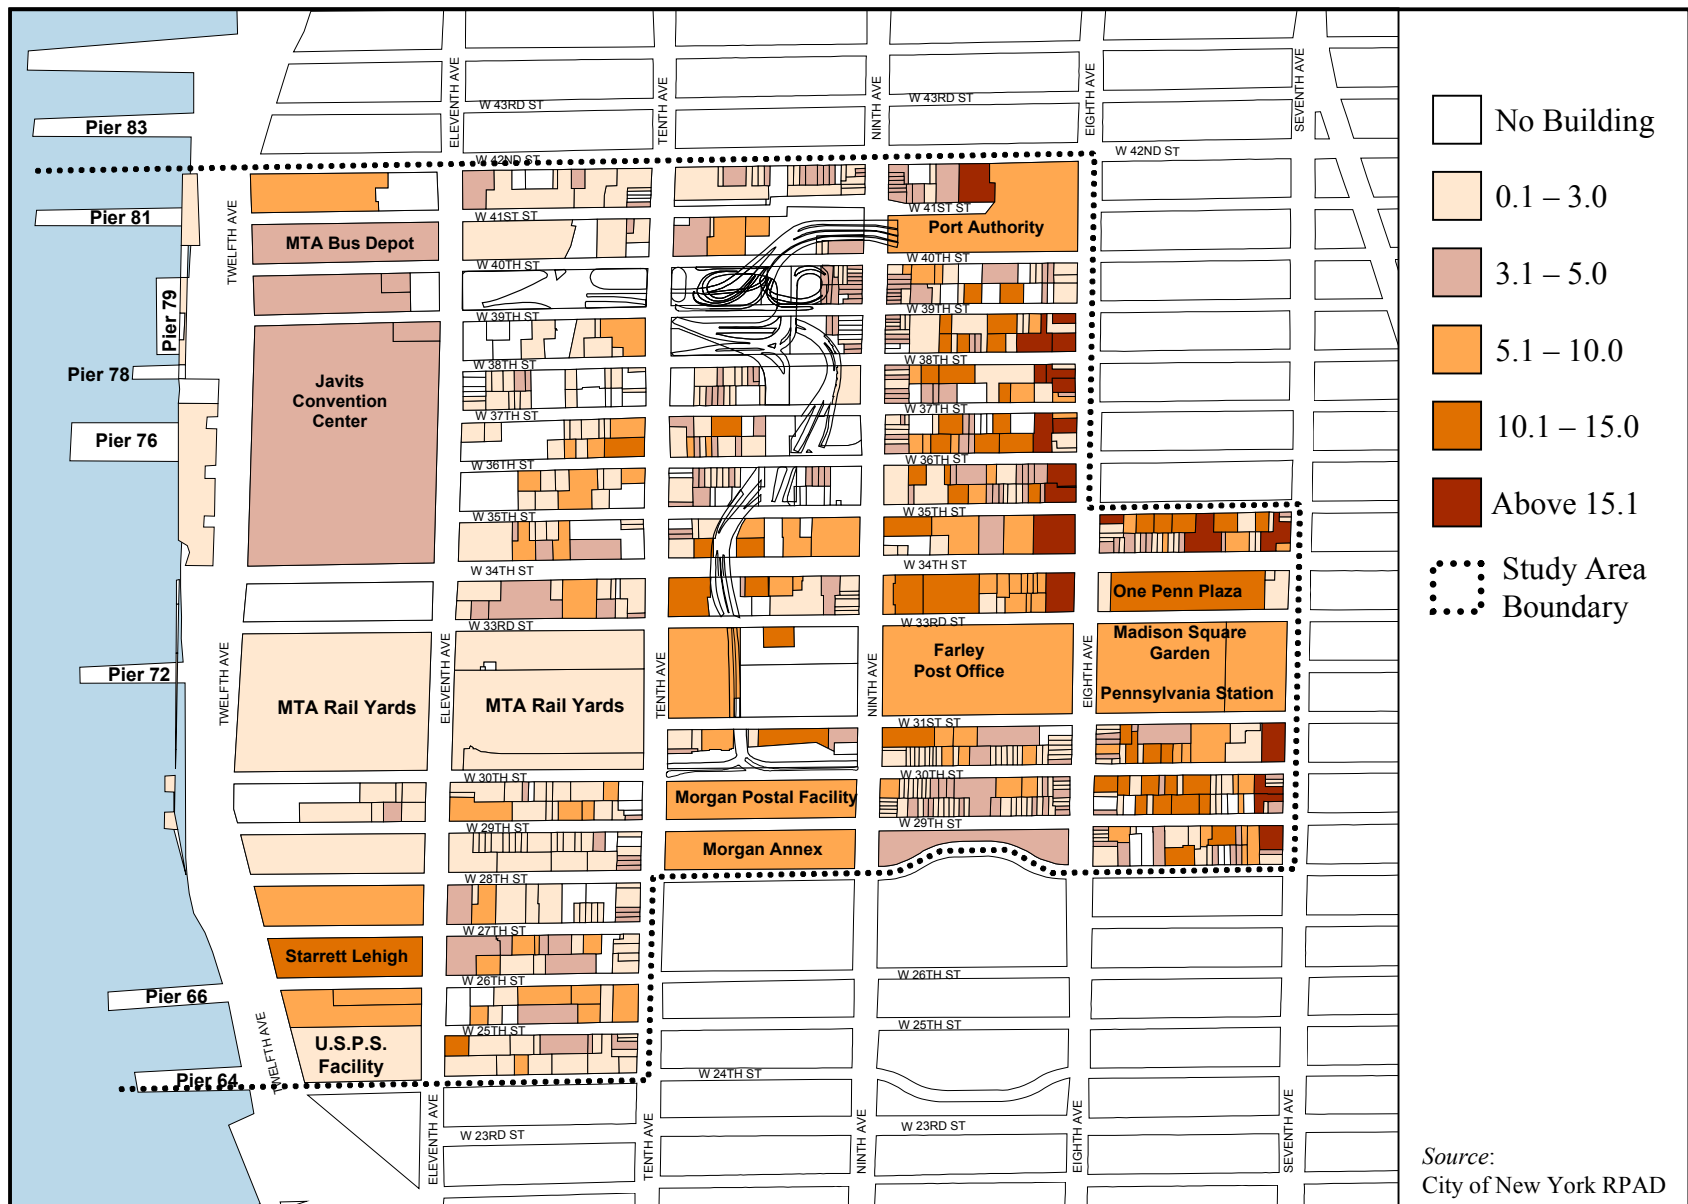 W 43RD ST
W 43RD ST
ELEVENTH AVE
TENTH AVE
NINTH AVE
EIGHTH AVE
SEVENTH AVE
Pier 83
W 42ND ST
W 42ND ST
Pier 81
TWELFTH AVE
MTA Bus Depot
W 41ST ST
W 41ST ST
Port Authority
W 40TH ST
W 40TH ST
Pier 79
W 39TH ST
W 39TH ST
Pier 78
W 38TH ST
W 38TH ST
Javits
Convention
Center
W 37TH ST
W 37TH ST
Pier 76
W 36TH ST
W 36TH ST
W 35TH ST
W 35TH ST
W 34TH ST
W 34TH ST
One Penn Plaza
W 33RD ST
W 33RD ST
Madison Square
Garden
Farley
Post Office
Pennsylvania Station
Pier 72
TWELFTH AVE
ELEVENTH AVE
TENTH AVE
NINTH AVE
EIGHTH AVE
MTA Rail Yards
MTA Rail Yards
W 31ST ST
W 30TH ST
W 30TH ST
Morgan Postal Facility
W 29TH ST
W 29TH ST
Morgan Annex
W 28TH ST
W 27TH ST
Starrett Lehigh
W 26TH ST
W 26TH ST
Pier 66
W 25TH ST
W 25TH ST
TWELFTH AVE
U.S.P.S.
Facility
Pier 64
W 24TH ST
W 23RD ST
W 23RD ST
ELEVENTH AVE
TENTH AVE
NINTH AVE
EIGHTH AVE
SEVENTH AVE
No Building
0.1 – 3.0
3.1 – 5.0
5.1 – 10.0
10.1 – 15.0
Above 15.1
Study Area
Boundary
Source:
City of New York RPAD